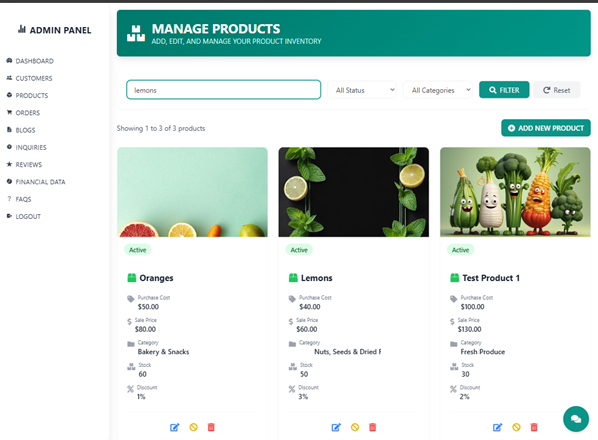 ADMIN PANEL
DASHBOARD
CUSTOMERS
PRODUCTS
ORDERS
BLOGS
INQUIRIES
REVIEWS
FINANCIAL DATA
FAQS
LOGOUT
MANAGE PRODUCTS
ADD, EDIT, AND MANAGE YOUR PRODUCT INVENTORY
lemons
All Status
All Categories
FILTER
Reset
Showing 1 to 3 of 3 products
ADD NEW PRODUCT
Active
Oranges
Purchase Cost
$50.00
Sale Price
$80.00
Category
Bakery & Snacks
Stock
60
Discount
1%
Active
Lemons
Purchase Cost
$40.00
Sale Price
$60.00
Category
Nuts, Seeds & Dried F
Stock
50
Discount
3%
Active
Test Product 1
Purchase Cost
$100.00
Sale Price
$130.00
Category
Fresh Produce
Stock
30
Discount
2%